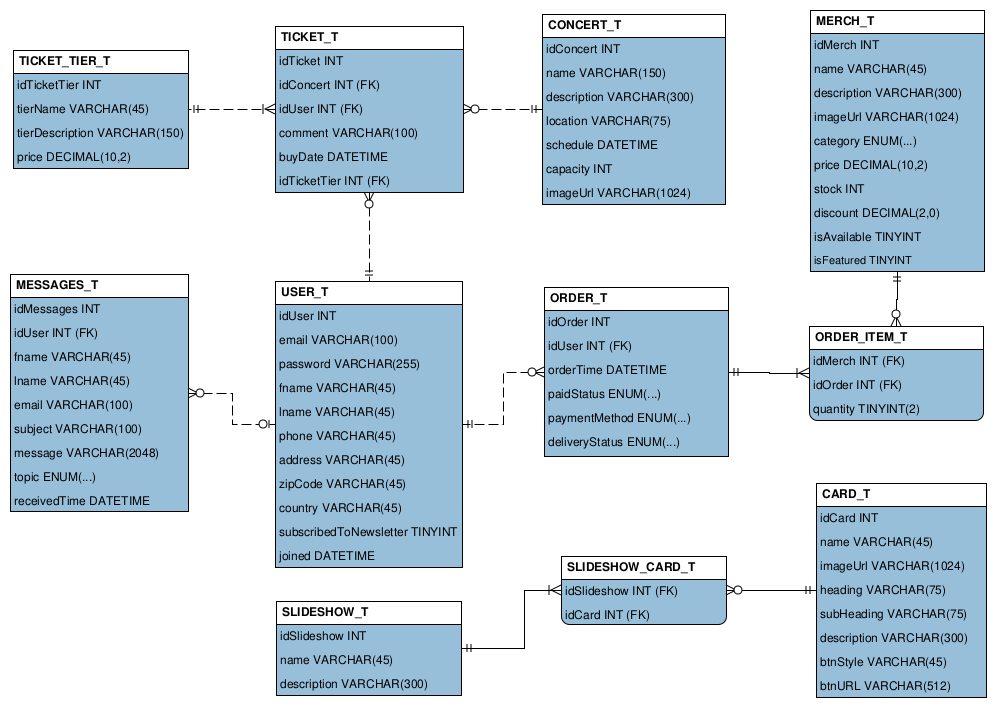 TICKET_TIER_T
idTicketTier INT
tierName VARCHAR(45)
tierDescription VARCHAR(150)
price DECIMAL(10,2)
TICKET_T
idTicket INT
idConcert INT (FK)
idUser INT (FK)
comment VARCHAR(100)
buyDate DATETIME
idTicketTier INT (FK)
CONCERT_T
idConcert INT
name VARCHAR(150)
description VARCHAR(300)
location VARCHAR(75)
schedule DATETIME
capacity INT
imageUrl VARCHAR(1024)
MERCH_T
idMerch INT
name VARCHAR(45)
description VARCHAR(300)
imageUrl VARCHAR(1024)
category ENUM(...)
price DECIMAL(10,2)
stock INT
discount DECIMAL(2,0)
isAvailable TINYINT
isFeatured TINYINT
MESSAGES_T
idMessages INT
idUser INT (FK)
fname VARCHAR(45)
lname VARCHAR(45)
email VARCHAR(100)
subject VARCHAR(100)
message VARCHAR(2048)
topic ENUM(...)
receivedTime DATETIME
USER_T
idUser INT
email VARCHAR(100)
password VARCHAR(255)
fname VARCHAR(45)
lname VARCHAR(45)
phone VARCHAR(45)
address VARCHAR(45)
zipCode VARCHAR(45)
country VARCHAR(45)
subscribedToNewsletter TINYINT
joined DATETIME
ORDER_T
idOrder INT
idUser INT (FK)
orderTime DATETIME
paidStatus ENUM(...)
paymentMethod ENUM(...)
deliveryStatus ENUM(...)
ORDER_ITEM_T
idMerch INT (FK)
idOrder INT (FK)
quantity TINYINT(2)
SLIDESHOW_T
idSlideshow INT
name VARCHAR(45)
description VARCHAR(300)
SLIDESHOW_CARD_T
idSlideshow INT (FK)
idCard INT (FK)
CARD_T
idCard INT
name VARCHAR(45)
imageUrl VARCHAR(1024)
heading VARCHAR(75)
subHeading VARCHAR(75)
description VARCHAR(300)
btnStyle VARCHAR(45)
btnURL VARCHAR(512)